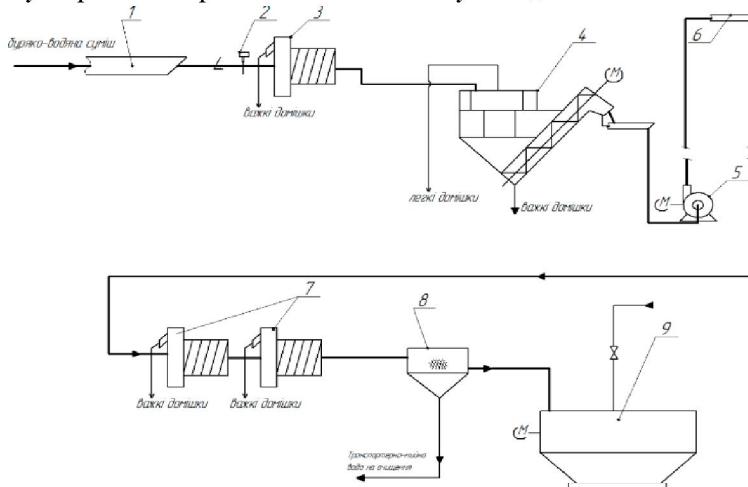 1
2
3
буряко-водяна суміш
4
6
М
важкі домішки
легкі домішки
важкі домішки
М
5
7
8
9
важкі домішки
важкі домішки
М
Транспортерно-мийна
вода на очищення